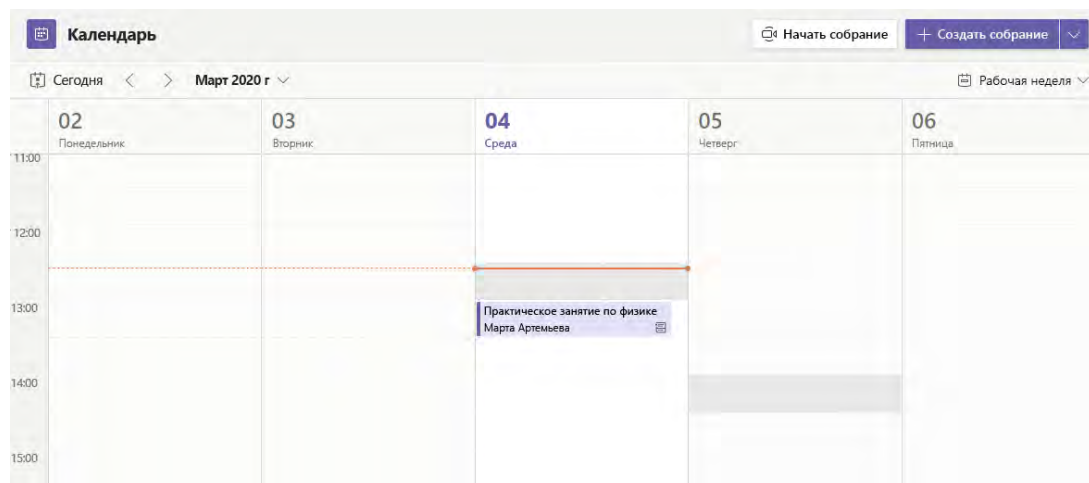 Календарь
Начать собрание
+ Создать собрание
Сегодня < > Март 2020 г
Рабочая неделя
02 03 04 05 06
Понедельник Вторник Среда Четверг Пятница
11:00
12:00
13:00
Практическое занятие по физике
Марта Артемьева
14:00
15:00